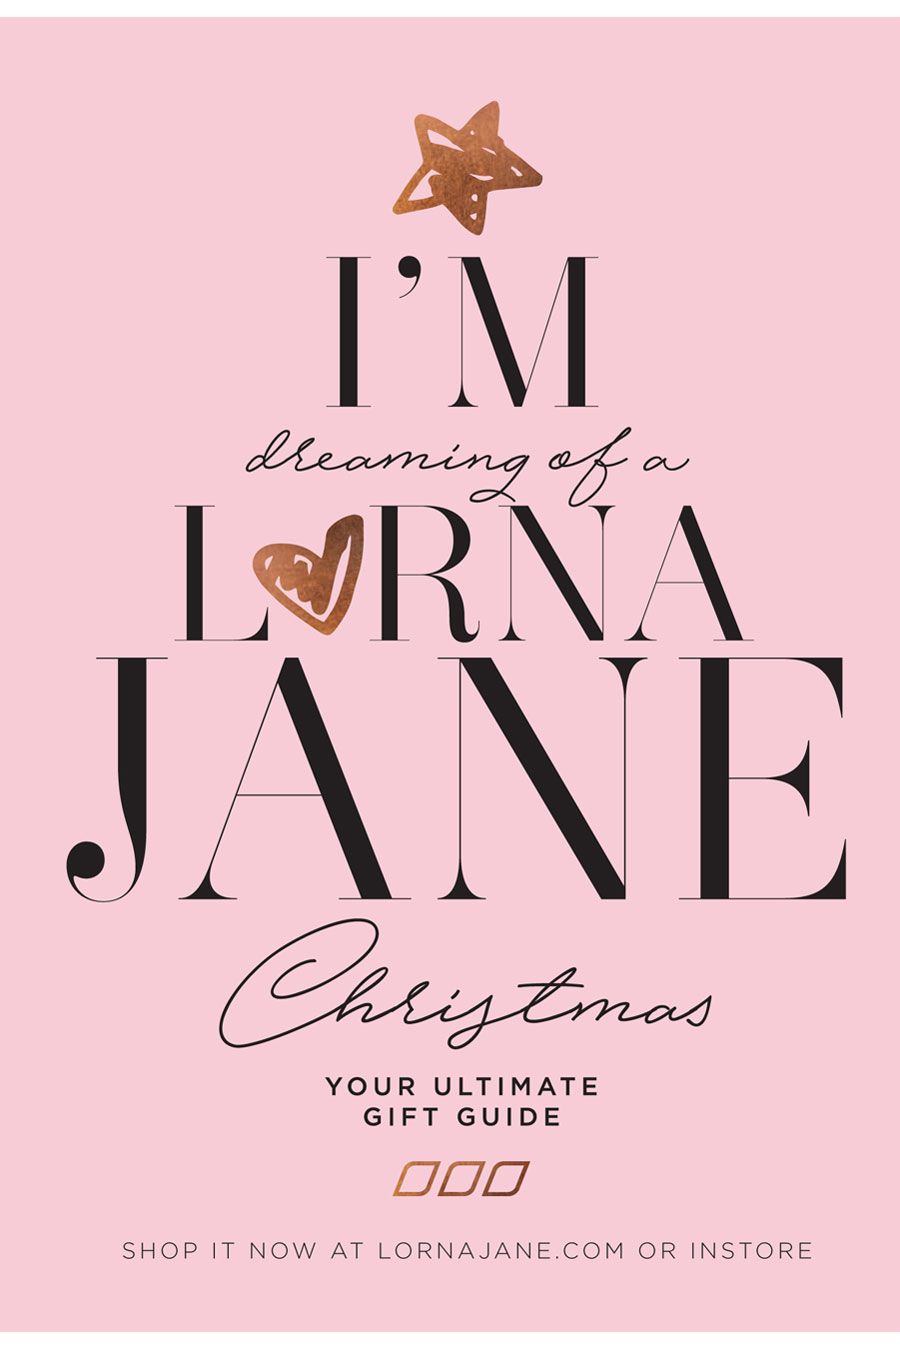 I'M
dreaming of a
LORNA
JANE
Christmas
YOUR ULTIMATE
GIFT GUIDE
SHOP IT NOW AT LORNAJANE.COM OR INSTORE